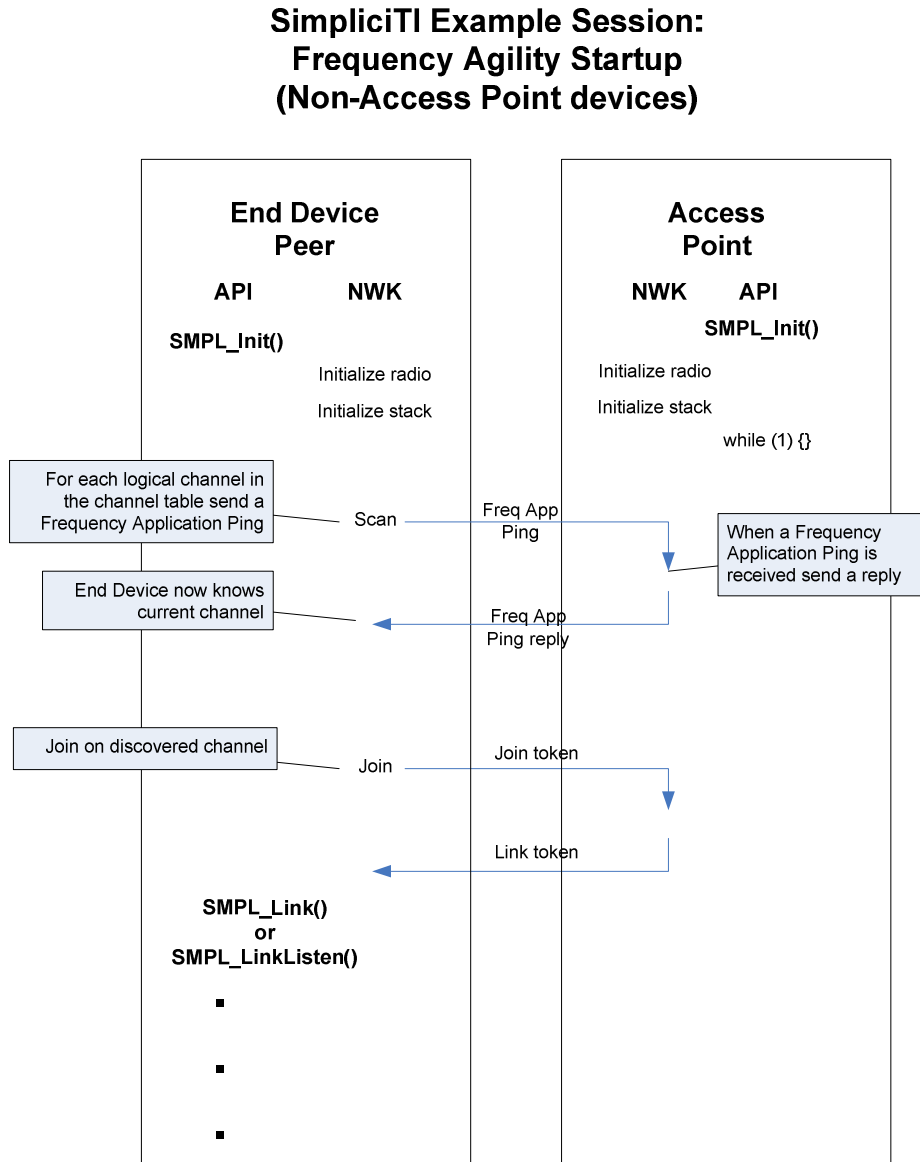 SimpliciTI Example Session:
Frequency Agility Startup
(Non-Access Point devices)
End Device
Peer
Access
Point
API
NWK
NWK
API
SMPL_Init()
SMPL_Init()
Initialize radio
Initialize radio
Initialize stack
Initialize stack
while (1) {}
For each logical channel in
the channel table send a
Frequency Application Ping
Scan
Freq App
Ping
When a Frequency
Application Ping is
received send a reply
End Device now knows
current channel
Freq App
Ping reply
Join on discovered channel
Join
Join token
Link token
SMPL_Link()
or
SMPL_LinkListen()